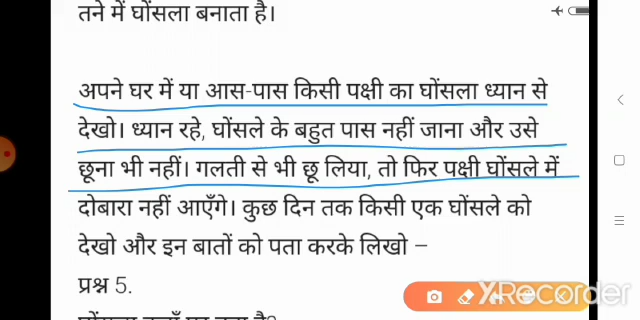 तने में घोंसला बनाता है।
अपने घर में या आस-पास किसी पक्षी का घोंसला ध्यान से
देखो। ध्यान रहे, घोंसले के बहुत पास नहीं जाना और उसे
छूना भी नहीं। गलती से भी छू लिया, तो फिर पक्षी घोंसले में
दोबारा नहीं आएँगे। कुछ दिन तक किसी एक घोंसले को
देखो और इन बातों को पता करके लिखो –
प्रश्न 5.
XRecorder